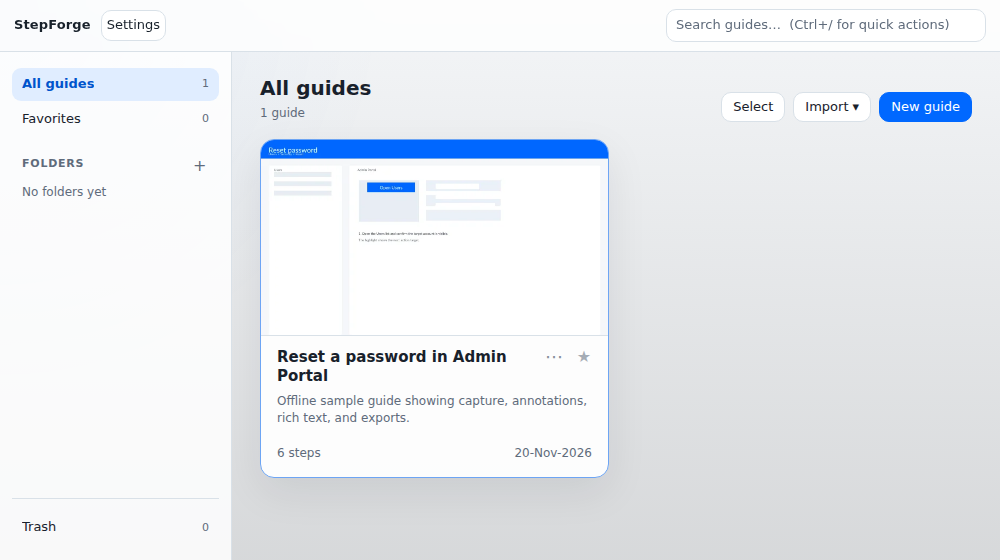 StepForge
Settings
Search guides... (Ctrl+/ for quick actions)
All guides 1
Favorites 0
FOLDERS +
No folders yet
Trash 0
All guides
1 guide
Select
Import ▾
New guide
Reset password
Open Users
Reset a password in Admin
Portal
··· ★
Offline sample guide showing capture, annotations,
rich text, and exports.
6 steps
20-Nov-2026